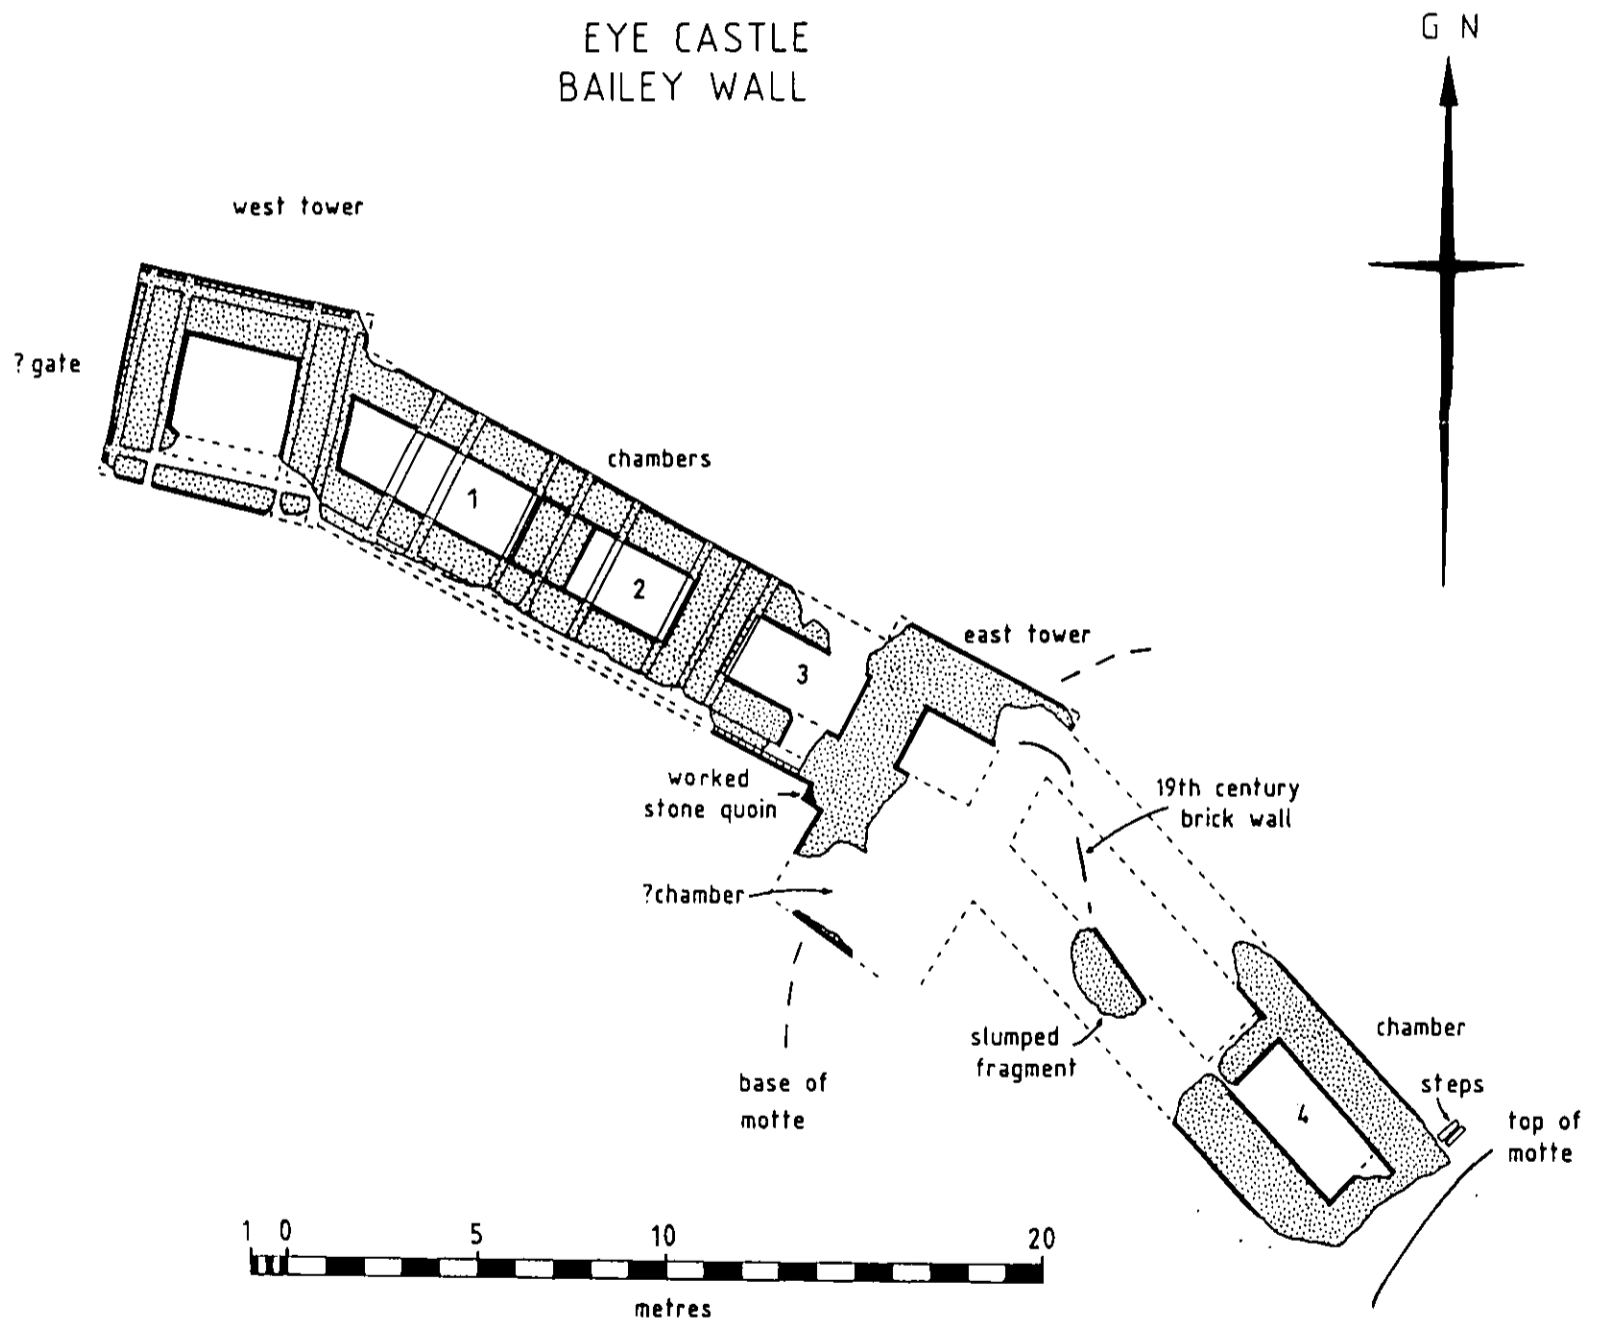 EYE CASTLE
BAILEY WALL
G N
west tower
? gate
chambers
1
2
3
east tower
worked
stone quoin
19th century
brick wall
?chamber
slumped
fragment
base of
motte
chamber
steps
4
top of
motte
1 0 5 10 20
metres